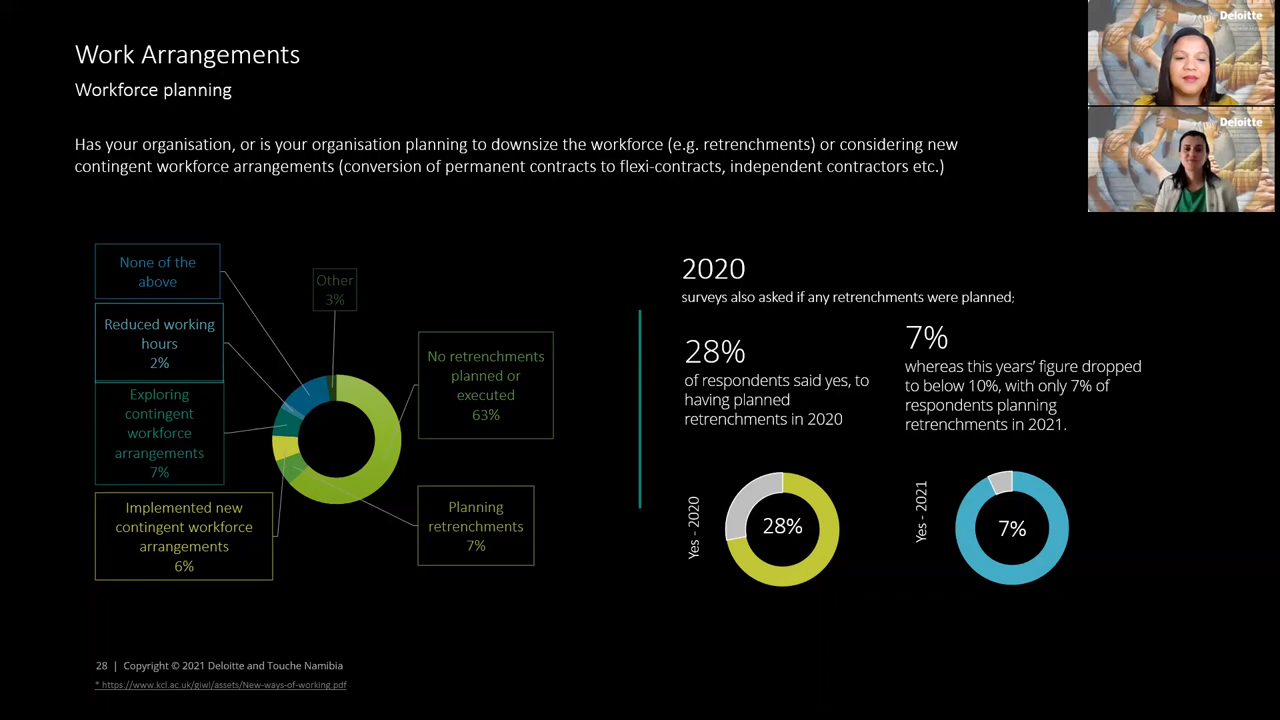 Work Arrangements
Workforce planning
Has your organisation, or is your organisation planning to downsize the workforce (e.g. retrenchments) or considering new
contingent workforce arrangements (conversion of permanent contracts to flexi-contracts, independent contractors etc.)
Deloitte
Deloitte
None of the
above
Other
3%
Reduced working
hours
2%
No retrenchments
planned or
executed
63%
Exploring
contingent
workforce
arrangements
7%
Implemented new
contingent workforce
arrangements
6%
Planning
retrenchments
7%
2020
surveys also asked if any retrenchments were planned;
28%
of respondents said yes, to
having planned
retrenchments in 2020
7%
whereas this years’ figure dropped
to below 10%, with only 7% of
respondents planning
retrenchments in 2021.
Yes - 2020
28%
Yes - 2021
7%
28 | Copyright © 2021 Deloitte and Touche Namibia
* https://www.kcl.ac.uk/giwl/assets/New-ways-of-working.pdf